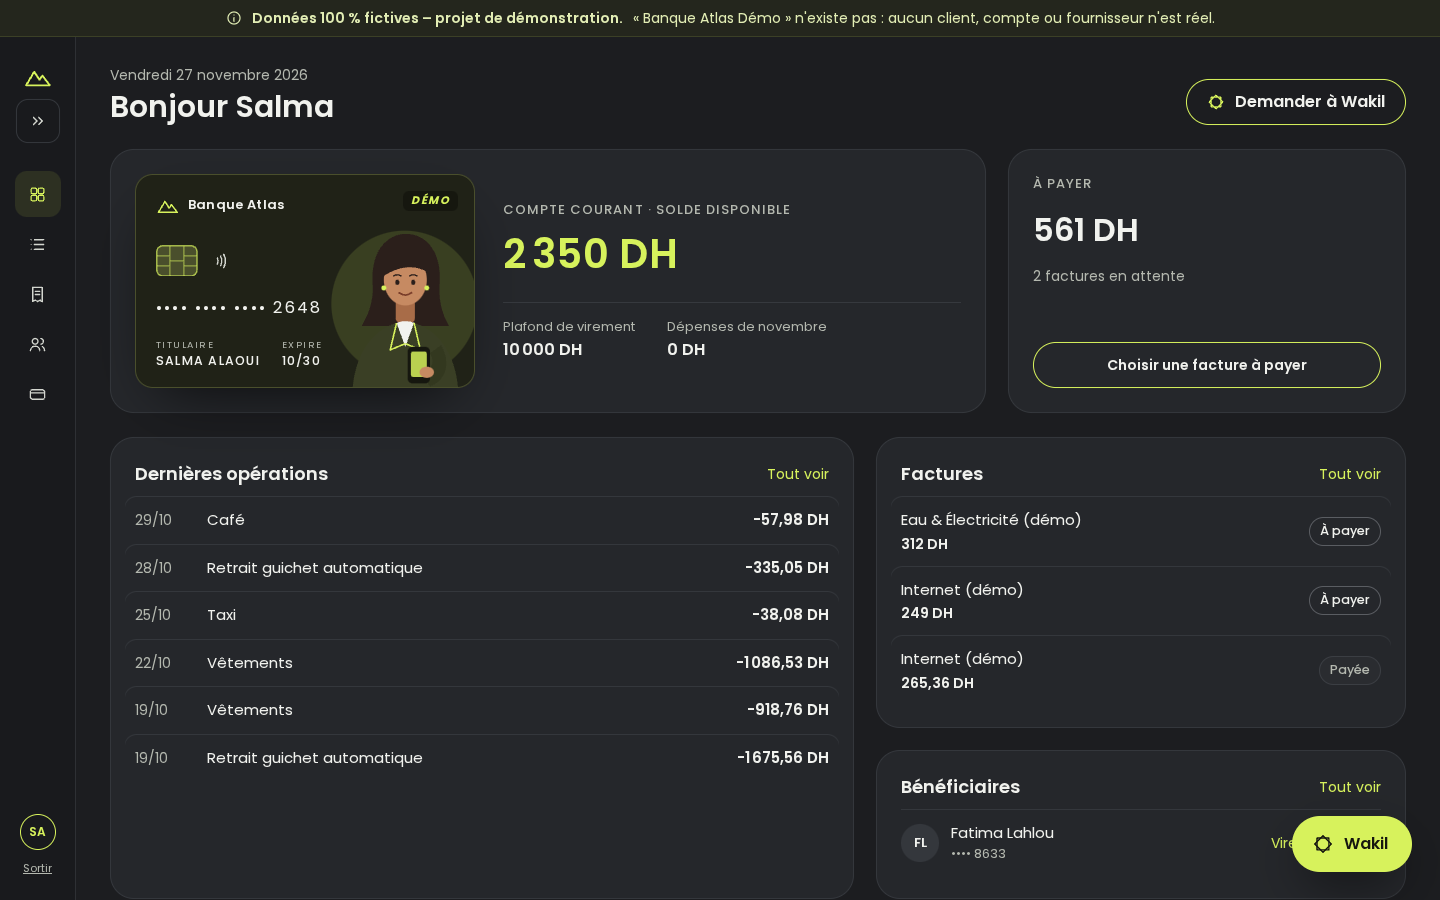 Données 100 % fictives – projet de démonstration. « Banque Atlas Démo » n'existe pas : aucun client, compte ou fournisseur n'est réel.
Vendredi 27 novembre 2026
Bonjour Salma
Demander à Wakil
Banque Atlas
DÉMO
•••• •••• •••• 2648
TITULAIRE
EXPIRE
SALMA ALAOUI
10/30
COMPTE COURANT · SOLDE DISPONIBLE
2 350 DH
Plafond de virement
Dépenses de novembre
10 000 DH
0 DH
À PAYER
561 DH
2 factures en attente
Choisir une facture à payer
Dernières opérations
Tout voir
29/10 Café -57,98 DH
28/10 Retrait guichet automatique -335,05 DH
25/10 Taxi -38,08 DH
22/10 Vêtements -1 086,53 DH
19/10 Vêtements -918,76 DH
19/10 Retrait guichet automatique -1 675,56 DH
Factures
Tout voir
Eau & Électricité (démo)
312 DH
À payer
Internet (démo)
249 DH
À payer
Internet (démo)
265,36 DH
Payée
Bénéficiaires
Tout voir
FL
Fatima Lahlou
•••• 8633
Wakil
SA
Sortir